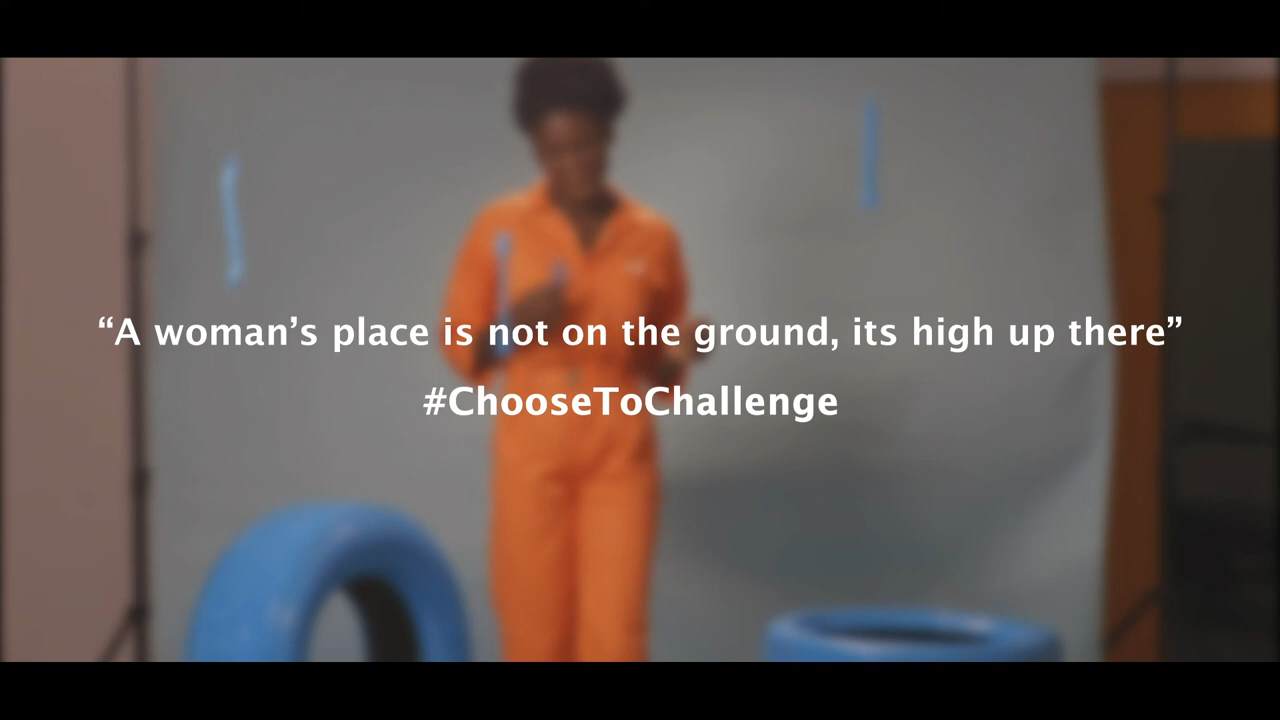 “A woman’s place is not on the ground, its high up there”
#ChooseToChallenge